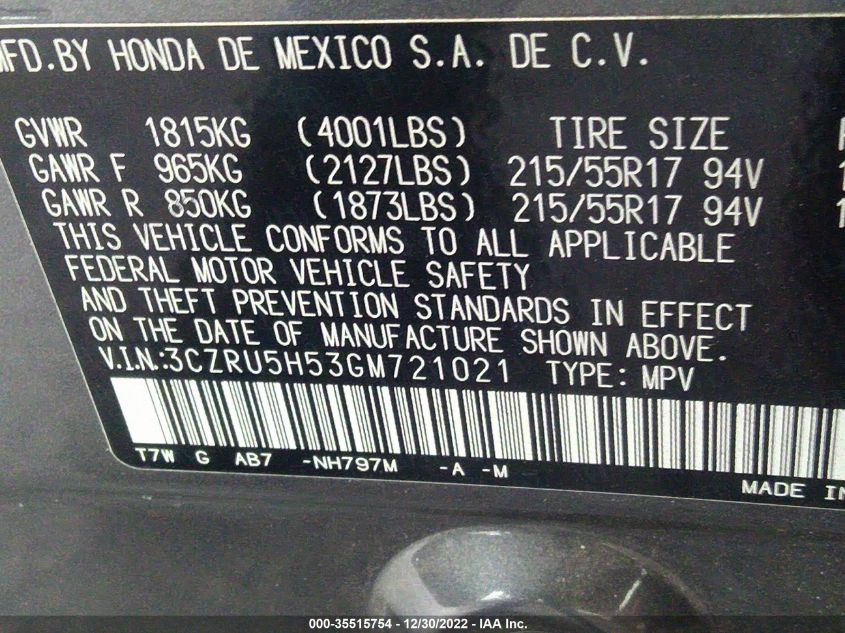 MFD.BY HONDA DE MEXICO S.A. DE C.V.
GVWR 1815KG (4001LBS) TIRE SIZE
GAWR F 965KG (2127LBS) 215/55R17 94V
GAWR R 850KG (1873LBS) 215/55R17 94V
THIS VEHICLE CONFORMS TO ALL APPLICABLE
FEDERAL MOTOR VEHICLE SAFETY
AND THEFT PREVENTION STANDARDS IN EFFECT
ON THE DATE OF MANUFACTURE SHOWN ABOVE.
V.I.N.:3CZRU5H53GM721021 TYPE: MPV
T7W G AB7 -NH797M -A -M
MADE IN
000-35515754 - 12/30/2022 - IAA Inc.